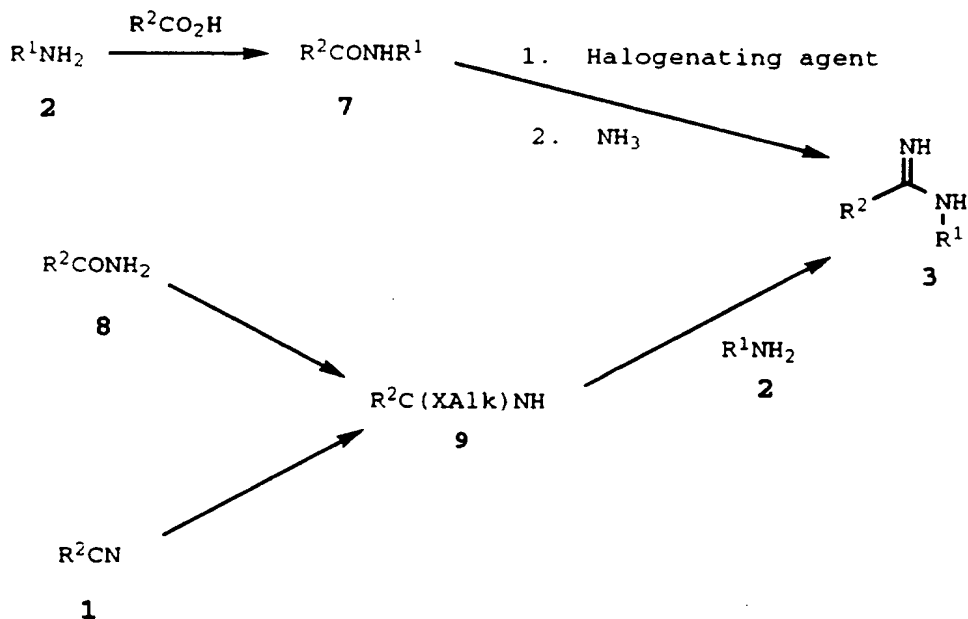 R²CO₂H
R¹NH₂
R²CONHR¹
1. Halogenating agent
2
7
2. NH₃
NH
R²
NH
R¹
3
R²CONH₂
8
R¹NH₂
2
R²C(XAlk)NH
9
R²CN
1